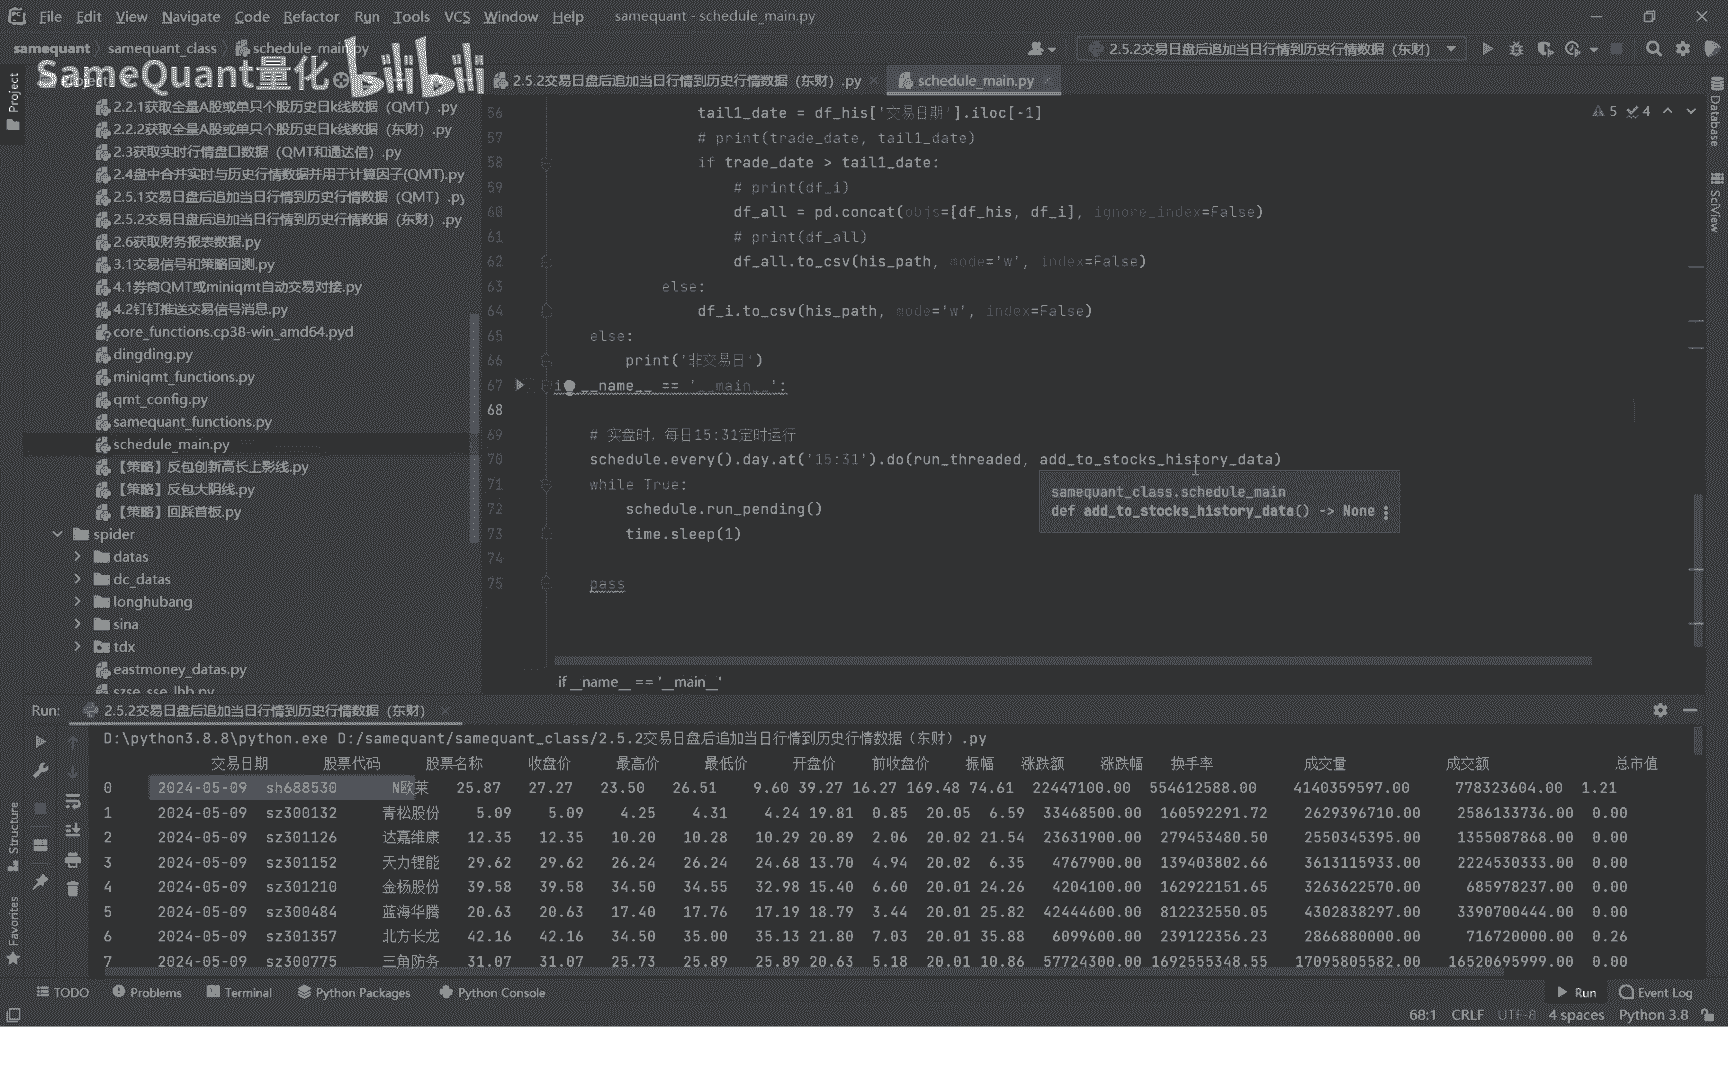 File Edit View Navigate Code Refactor Run Tools VCS Window Help samequant - schedule_main.py
samequant samequant_class schedule_main.py
2.5.2交易日盘后追加当日行情到历史行情数据（东财）
SameQuant量化 bilibili
2.5.2交易日盘后追加当日行情到历史行情数据（东财）.py
schedule_main.py
Project
2.2.1获取全量A股或单只个股历史日k线数据（QMT）.py
2.2.2获取全量A股或单只个股历史日k线数据（东财）.py
2.3获取实时行情盘口数据（QMT和通达信）.py
2.4盘中合并实时与历史行情数据并用于计算因子(QMT).py
2.5.1交易日盘后追加当日行情到历史行情数据（QMT）.py
2.5.2交易日盘后追加当日行情到历史行情数据（东财）.py
2.6获取财务报表数据.py
3.1交易信号和策略回测.py
4.1券商QMT或miniqmt自动交易对接.py
4.2钉钉推送交易信号消息.py
core_functions.cp38-win_amd64.pyd
dingding.py
miniqmt_functions.py
qmt_config.py
samequant_functions.py
schedule_main.py
【策略】反包创新高长上影线.py
【策略】反包大阴线.py
【策略】回踩首板.py
spider
datas
dc_datas
longhubang
sina
tdx
eastmoney_datas.py
szse_sse_lhb.py
56 tail1_date = df_his['交易日期'].iloc[-1]
57 # print(trade_date, tail1_date)
58 if trade_date > tail1_date:
59 # print(df_i)
60 df_all = pd.concat(objs=[df_his, df_i], ignore_index=False)
61 # print(df_all)
62 df_all.to_csv(his_path, mode='w', index=False)
63 else:
64 df_i.to_csv(his_path, mode='w', index=False)
65 else:
66 print('非交易日')
67 i __name__ == '__main__':
68
69 # 实盘时，每日15:31定时运行
70 schedule.every().day.at('15:31').do(run_threaded, add_to_stocks_history_data)
71 while True:
72 schedule.run_pending()
73 time.sleep(1)
74
75 pass
samequant_class.schedule_main
def add_to_stocks_history_data() -> None
if __name__ == '__main__'
5 4
Database
SciView
Run: 2.5.2交易日盘后追加当日行情到历史行情数据（东财）
D:\python3.8.8\python.exe D:/samequant/samequant_class/2.5.2交易日盘后追加当日行情到历史行情数据（东财）.py
交易日期 股票代码 股票名称 收盘价 最高价 最低价 开盘价 前收盘价 振幅 涨跌额 涨跌幅 换手率 成交量 成交额 总市值
0 2024-05-09 sh688530 N欧莱 25.87 27.27 23.50 26.51 9.60 39.27 16.27 169.48 74.61 22447100.00 554612588.00 4140359597.00 778323604.00 1.21
1 2024-05-09 sz300132 青松股份 5.09 5.09 4.25 4.31 4.24 19.81 0.85 20.05 6.59 33468500.00 160592291.72 2629396710.00 2586133736.00 0.00
2 2024-05-09 sz301126 达嘉维康 12.35 12.35 10.20 10.28 10.29 20.89 2.06 20.02 21.54 23631900.00 279453480.50 2550345395.00 1355087868.00 0.00
3 2024-05-09 sz301152 天力锂能 29.62 29.62 26.24 26.24 24.68 13.70 4.94 20.02 6.35 4767900.00 139403802.66 3613115933.00 2224530333.00 0.00
4 2024-05-09 sz301210 金杨股份 39.58 39.58 34.50 34.55 32.98 15.40 6.60 20.01 24.26 4204100.00 162922151.65 3263622570.00 685978237.00 0.00
5 2024-05-09 sz300484 蓝海华腾 20.63 20.63 17.40 17.76 17.19 18.79 3.44 20.01 25.82 42444600.00 812232550.05 4302838297.00 3390700444.00 0.00
6 2024-05-09 sz301357 北方长龙 42.16 42.16 34.50 35.00 35.13 21.80 7.03 20.01 35.88 6099600.00 239122356.23 2866880000.00 716720000.00 0.26
7 2024-05-09 sz300775 三角防务 31.07 31.07 25.73 25.89 25.89 20.63 5.18 20.01 10.86 57724300.00 1692555348.55 17095805582.00 16520695999.00 0.00
Structure
Favorites
TODO Problems Terminal Python Packages Python Console Run Event Log
68:1 CRLF UTF-8 4 spaces Python 3.8